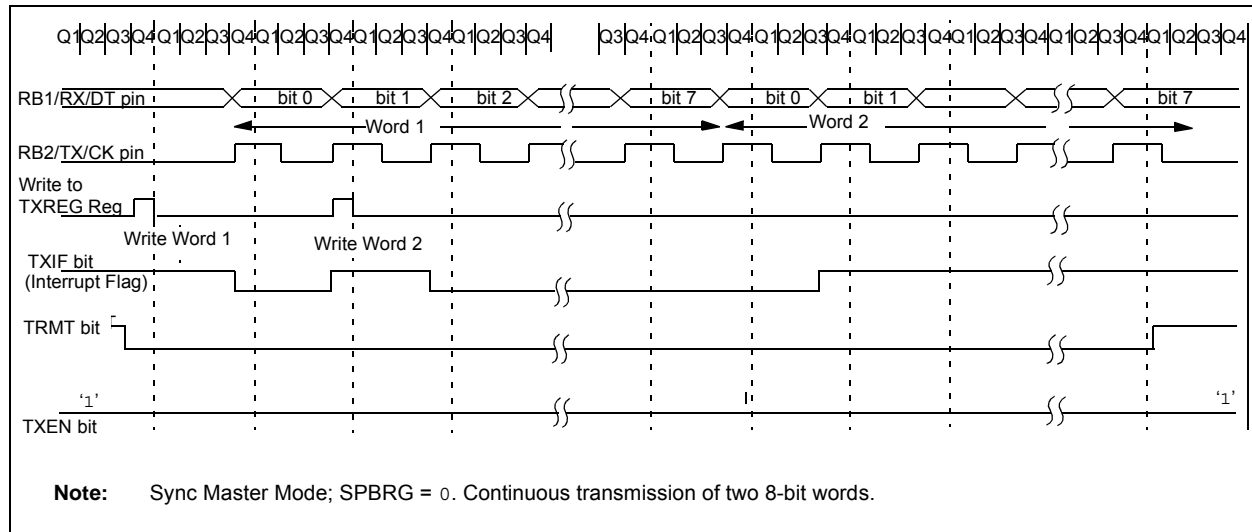 Q1Q2Q3Q4Q1Q2Q3Q4Q1Q2Q3Q4Q1Q2Q3Q4Q1Q2Q3Q4 Q3Q4Q1Q2Q3Q4Q1Q2Q3Q4Q1Q2Q3Q4Q1Q2Q3Q4Q1Q2Q3Q4Q1Q2Q3Q4
RB1/RX/DT pin bit 0 bit 1 bit 2 bit 7 bit 0 bit 1 bit 7
Word 1 Word 2
RB2/TX/CK pin
Write to
TXREG Reg
Write Word 1 Write Word 2
TXIF bit
(Interrupt Flag)
TRMT bit
‘1’ ‘1’
TXEN bit
Note: Sync Master Mode; SPBRG = 0. Continuous transmission of two 8-bit words.